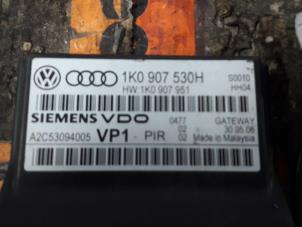 1K0 907 530H S0010
HW 1K0 907 951 HH04
SIEMENS VDO 0477 GATEWAY
A2C53094005 VP1 - PIR 02 30.05.06
02 Made in Malaysia